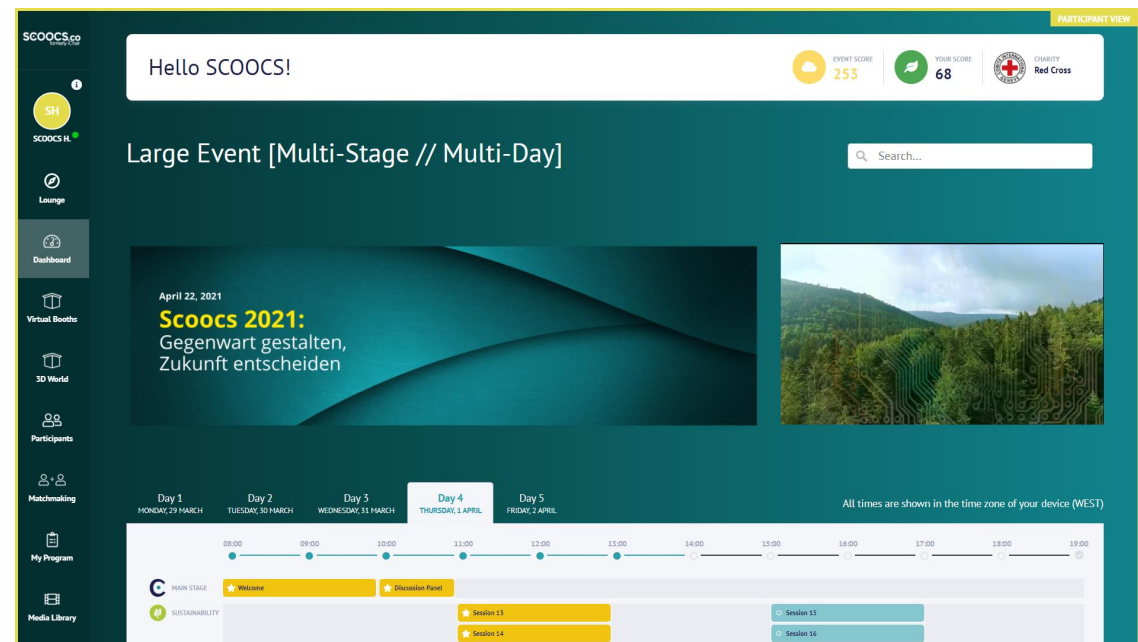 PARTICIPANT VIEW
SCOOCS.co
formerly iChair
SH
SCOOCS H.
Lounge
Dashboard
Virtual Booths
3D World
Participants
Matchmaking
My Program
Media Library
Hello SCOOCS!
EVENT SCORE
253
YOUR SCORE
68
CHARITY
Red Cross
Large Event [Multi-Stage // Multi-Day]
Search...
April 22, 2021
Scoocs 2021:
Gegenwart gestalten,
Zukunft entscheiden
Day 1 Day 2 Day 3 Day 4 Day 5
MONDAY, 29 MARCH TUESDAY, 30 MARCH WEDNESDAY, 31 MARCH THURSDAY, 1 APRIL FRIDAY, 2 APRIL
All times are shown in the time zone of your device (WEST)
08:00 09:00 10:00 11:00 12:00 13:00 14:00 15:00 16:00 17:00 18:00 19:00
MAIN STAGE Welcome Discussion Panel
SUSTAINABILITY Session 13 Session 15
Session 14 Session 16